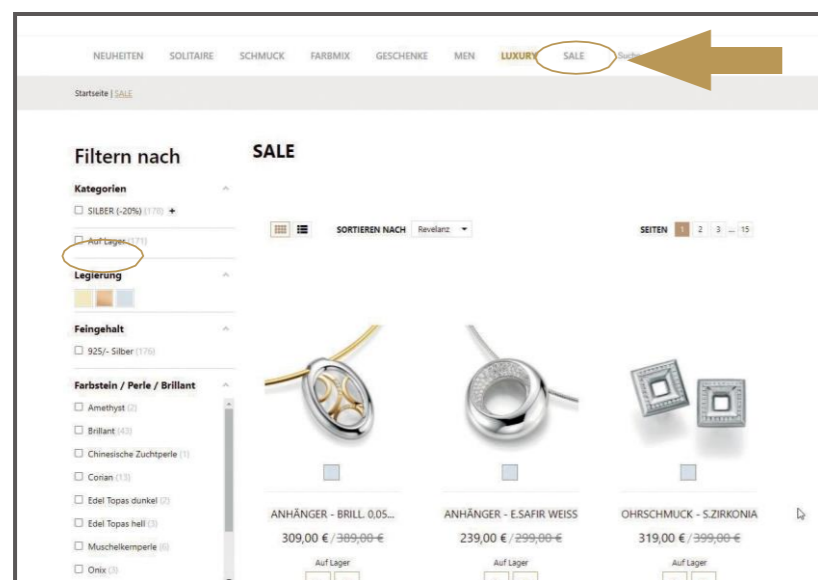 NEUHEITEN SOLITAIRE SCHMUCK FARBMIX GESCHENKE MEN LUXURY SALE
Startseite | SALE
Filtern nach
SALE
Kategorien
SILBER (-20%) (178) +
Auf Lager (171)
SORTIEREN NACH Revelanz
SEITEN 1 2 3 ... 15
Legierung
Feingehalt
925/- Silber (176)
Farbstein / Perle / Brillant
Amethyst (2)
Brillant (43)
Chinesische Zuchtperle (1)
Corian (13)
Edel Topas dunkel (2)
Edel Topas hell (3)
Muschelkernperle (6)
Onix (3)
ANHÄNGER - BRILL. 0,05...
309,00 € / 389,00 €
Auf Lager
ANHÄNGER - E.SAFIR WEISS
239,00 € / 299,00 €
Auf Lager
OHRSCHMUCK - S.ZIRKONIA
319,00 € / 399,00 €
Auf Lager